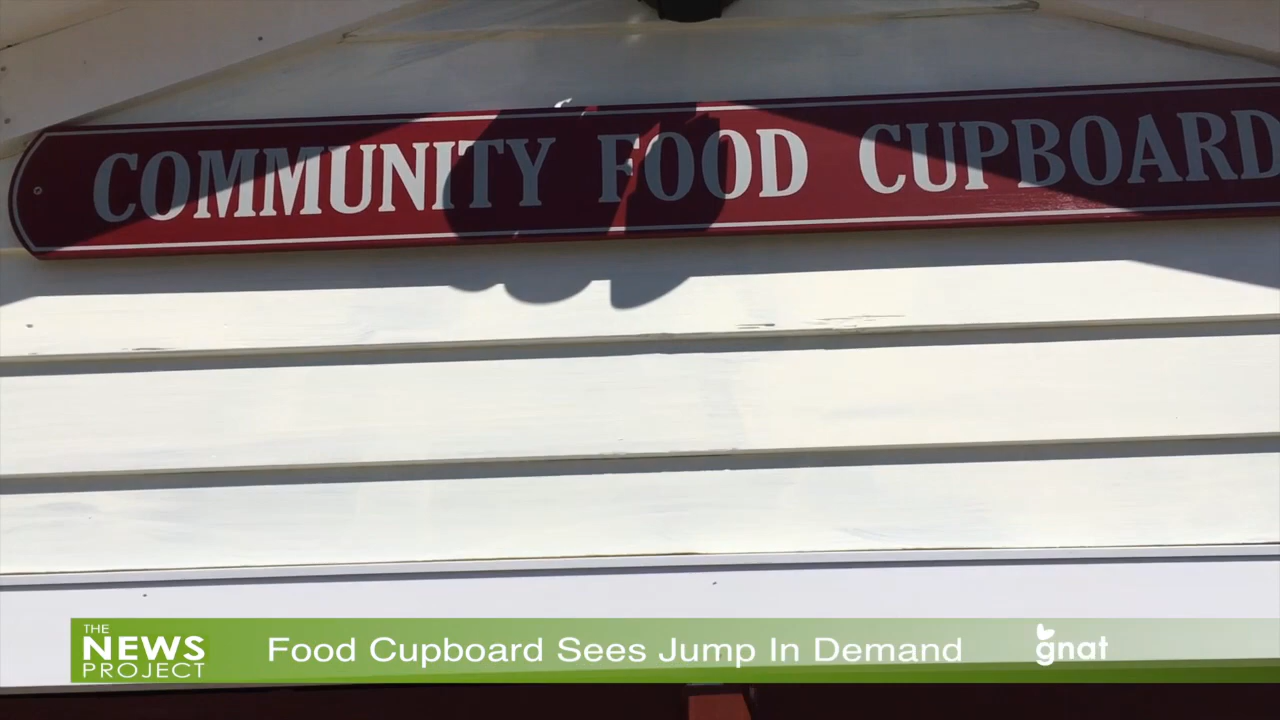 COMMUNITY FOOD CUPBOARD
THE
NEWS
PROJECT
Food Cupboard Sees Jump In Demand
gnat